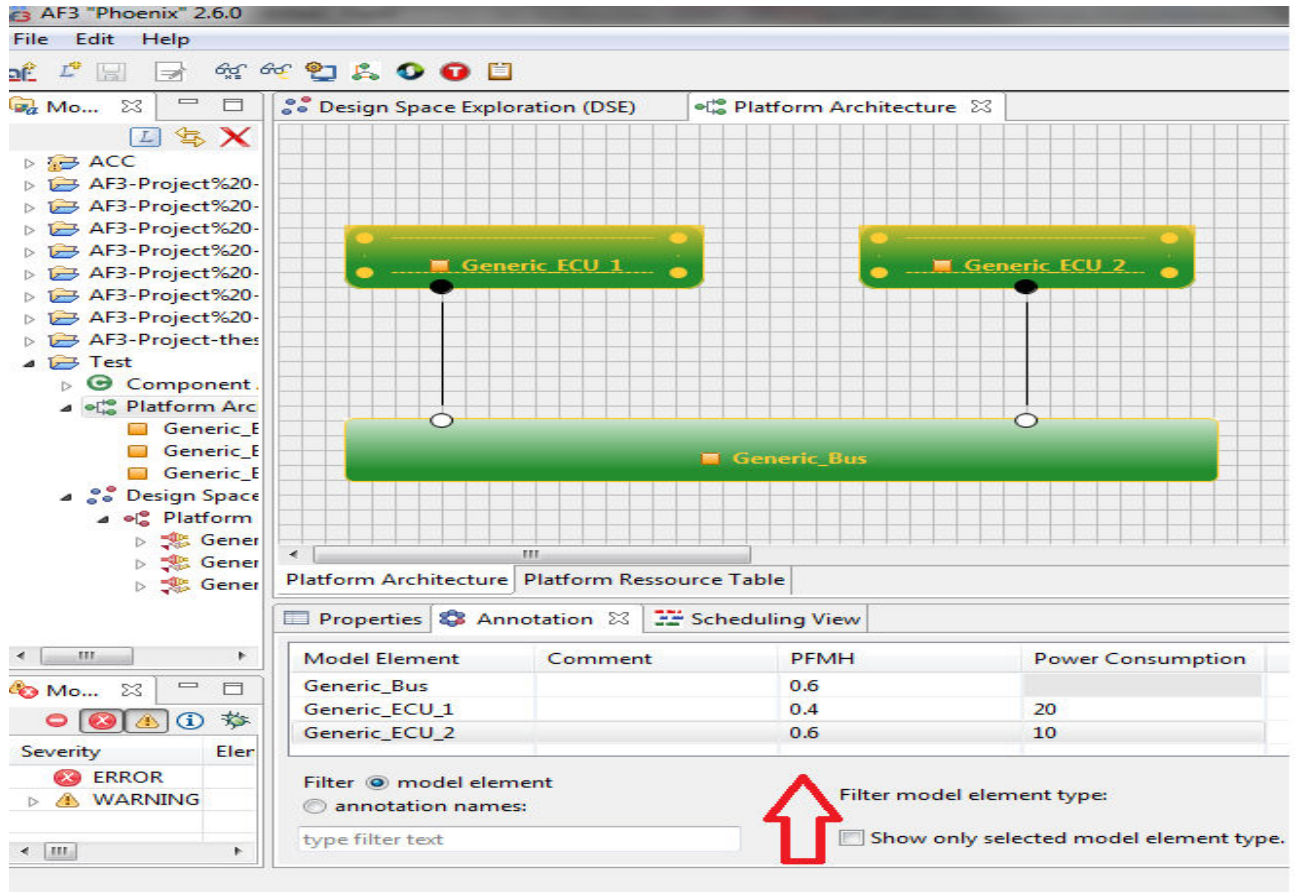 AF3 "Phoenix" 2.6.0
File Edit Help
Mo...
ACC
AF3-Project%20-
AF3-Project%20-
AF3-Project%20-
AF3-Project%20-
AF3-Project%20-
AF3-Project%20-
AF3-Project%20-
AF3-Project-thes
Test
Component
Platform Arc
Generic_E
Generic_E
Generic_E
Design Space
Platform
Gener
Gener
Gener
Design Space Exploration (DSE) Platform Architecture
Generic_ECU_1 Generic_ECU_2
Generic_Bus
Platform Architecture Platform Ressource Table
Properties Annotation Scheduling View
Model Element Comment PFMH Power Consumption
Generic_Bus 0.6
Generic_ECU_1 0.4 20
Generic_ECU_2 0.6 10
Filter model element
annotation names:
type filter text
Filter model element type:
Show only selected model element type.
Mo...
Severity Eler
ERROR
WARNING